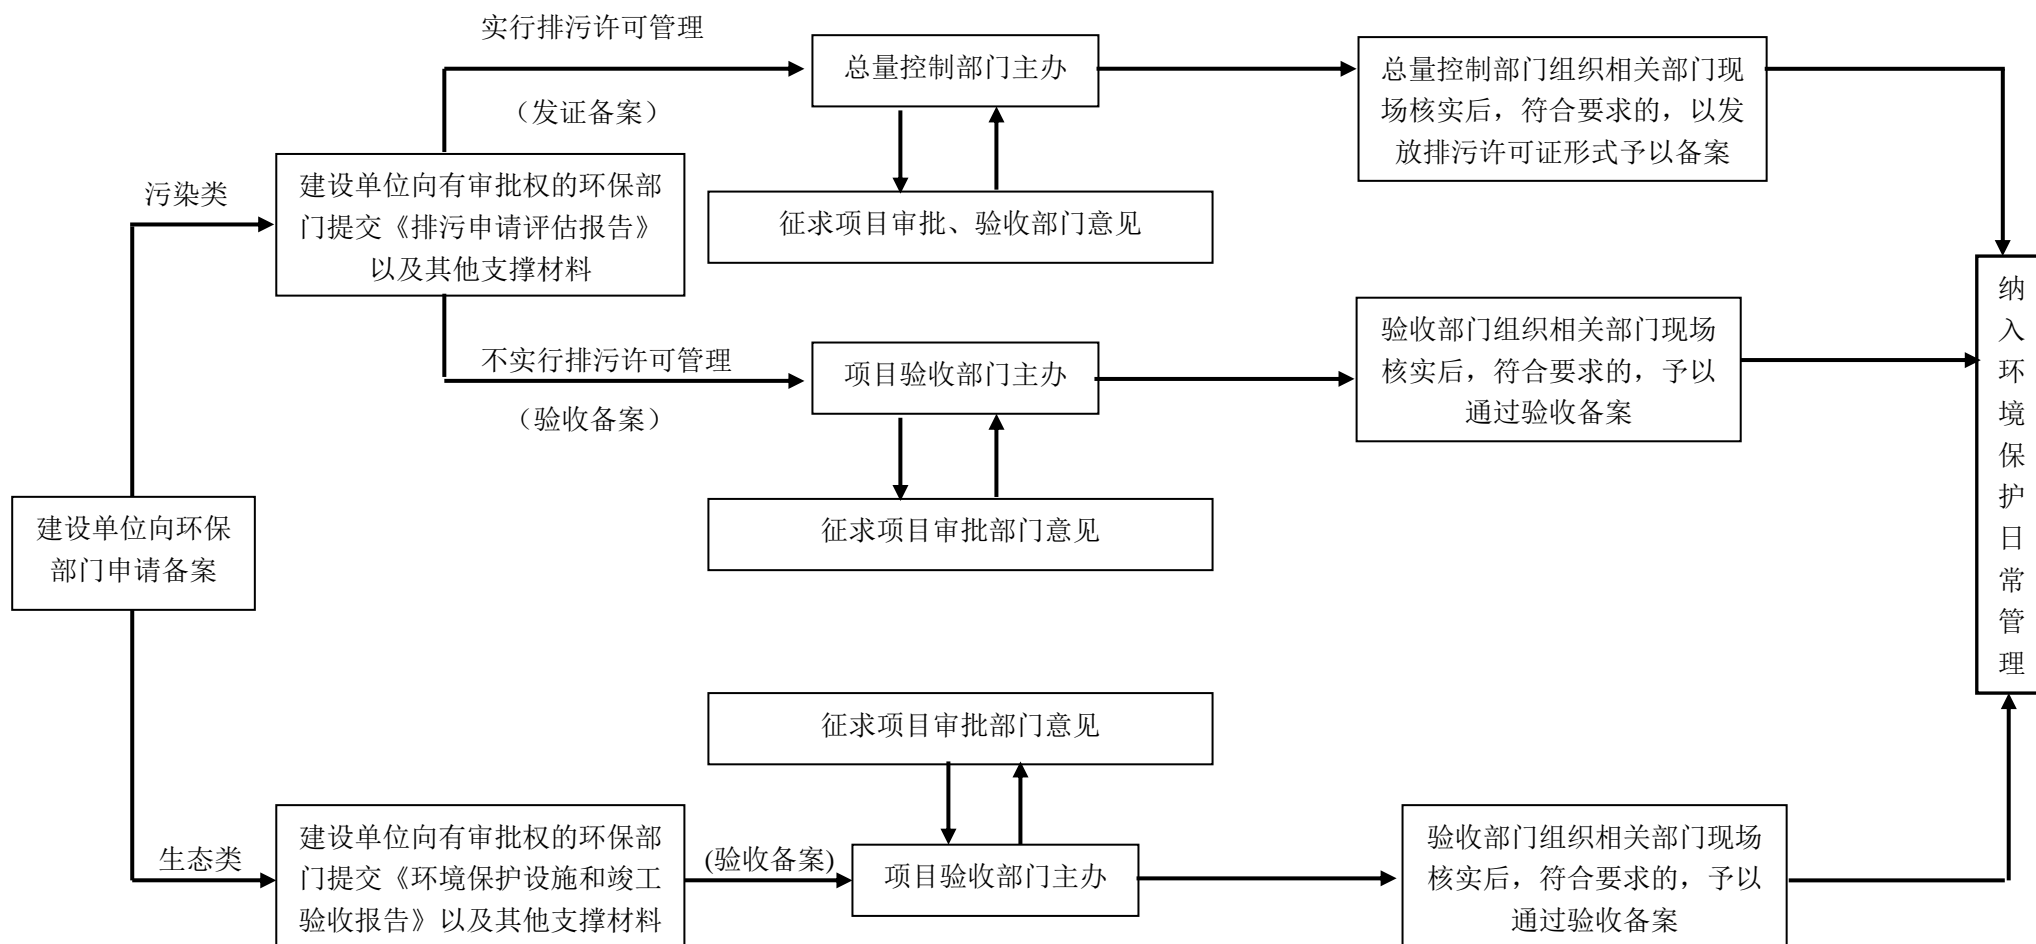 实行排污许可管理
总量控制部门主办
总量控制部门组织相关部门现
场核实后，符合要求的，以发
放排污许可证形式予以备案
（发证备案）
污染类
建设单位向有审批权的环保部
门提交《排污申请评估报告》
以及其他支撑材料
征求项目审批、验收部门意见
不实行排污许可管理
项目验收部门主办
验收部门组织相关部门现场
核实后，符合要求的，予以
通过验收备案
（验收备案）
纳
入
环
境
保
护
日
常
管
理
建设单位向环保
部门申请备案
征求项目审批部门意见
征求项目审批部门意见
生态类
建设单位向有审批权的环保部
门提交《环境保护设施和竣工
验收报告》以及其他支撑材料
(验收备案)
项目验收部门主办
验收部门组织相关部门现场
核实后，符合要求的，予以
通过验收备案